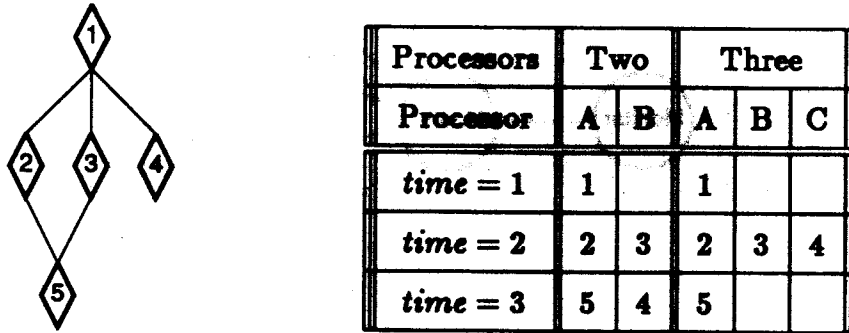 1
2 3 4
5
Processors Two Three
Processor A B A B C
time = 1 1 1
time = 2 2 3 2 3 4
time = 3 5 4 5